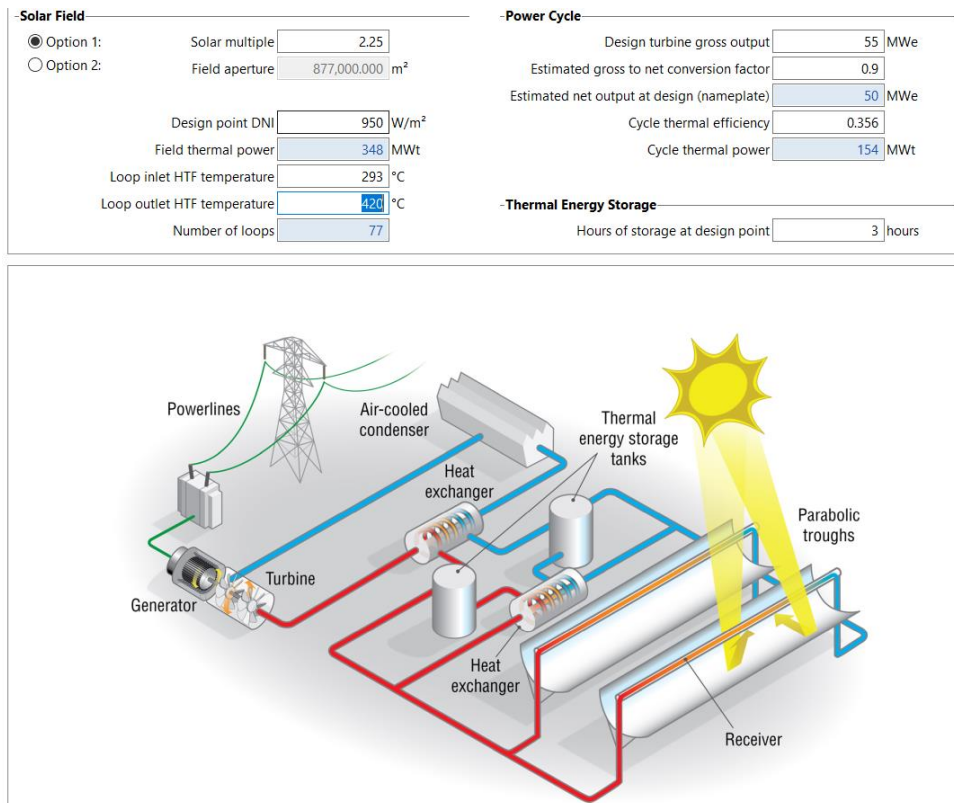 Solar Field
Option 1:
Solar multiple 2.25
Option 2:
Field aperture 877,000.000 m²
Design point DNI 950 W/m²
Field thermal power 348 MWt
Loop inlet HTF temperature 293 °C
Loop outlet HTF temperature 420 °C
Number of loops 77
Power Cycle
Design turbine gross output 55 MWe
Estimated gross to net conversion factor 0.9
Estimated net output at design (nameplate) 50 MWe
Cycle thermal efficiency 0.356
Cycle thermal power 154 MWt
Thermal Energy Storage
Hours of storage at design point 3 hours
Powerlines
Air-cooled
condenser
Thermal
energy storage
tanks
Heat
exchanger
Parabolic
troughs
Turbine
Generator
Heat
exchanger
Receiver